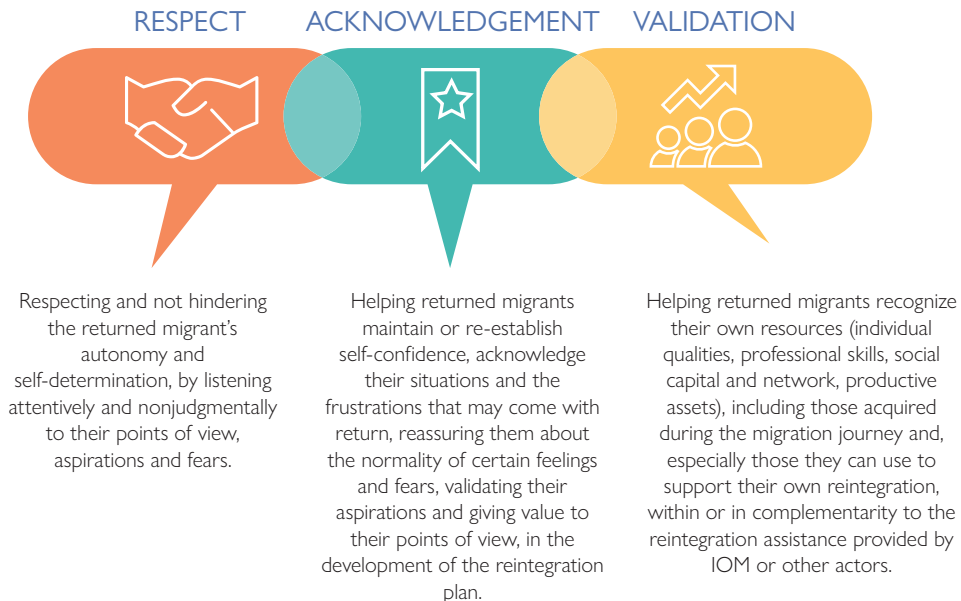 RESPECT
ACKNOWLEDGEMENT
VALIDATION
Respecting and not hindering
the returned migrant’s
autonomy and
self-determination, by listening
attentively and nonjudgmentally
to their points of view,
aspirations and fears.
Helping returned migrants
maintain or re-establish
self-confidence, acknowledge
their situations and the
frustrations that may come with
return, reassuring them about
the normality of certain feelings
and fears, validating their
aspirations and giving value to
their points of view, in the
development of the reintegration
plan.
Helping returned migrants recognize
their own resources (individual
qualities, professional skills, social
capital and network, productive
assets), including those acquired
during the migration journey and,
especially those they can use to
support their own reintegration,
within or in complementarity to the
reintegration assistance provided by
IOM or other actors.